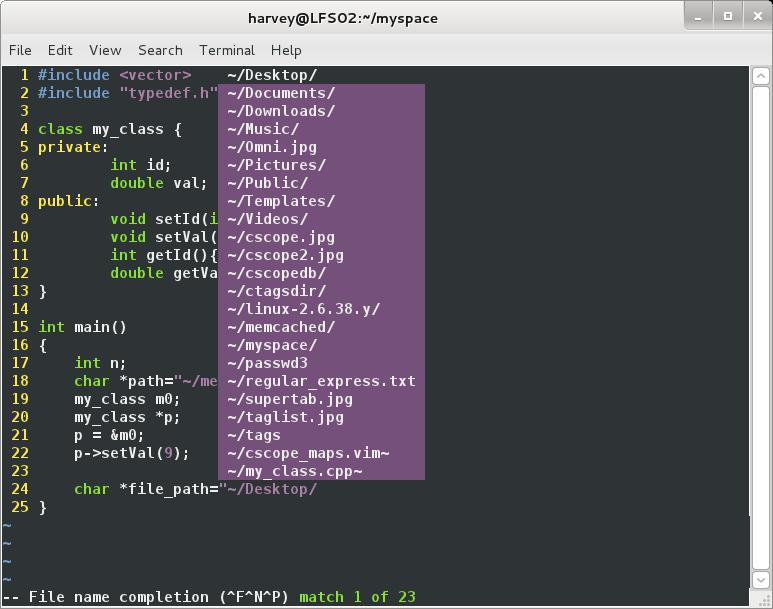 harvey@LFS02:~/myspace
File Edit View Search Terminal Help
1 #include <vector> ~/Desktop/
2 #include "typedef.h" ~/Documents/
3 ~/Downloads/
4 class my_class { ~/Music/
5 private: ~/Omni.jpg
6 int id; ~/Pictures/
7 double val; ~/Public/
8 public: ~/Templates/
9 void setId(i ~/Videos/
10 void setVal( ~/cscope.jpg
11 int getId(){ ~/cscope2.jpg
12 double getVa ~/cscopedb/
13 } ~/ctagsdir/
14 ~/linux-2.6.38.y/
15 int main() ~/memcached/
16 { ~/myspace/
17 int n; ~/passwd3
18 char *path="~/me ~/regular_express.txt
19 my_class m0; ~/supertab.jpg
20 my_class *p; ~/taglist.jpg
21 p = &m0; ~/tags
22 p->setVal(9); ~/cscope_maps.vim~
23 ~/my_class.cpp~
24 char *file_path="~/Desktop/
25 }
~
~
~
~
-- File name completion (^F^N^P) match 1 of 23